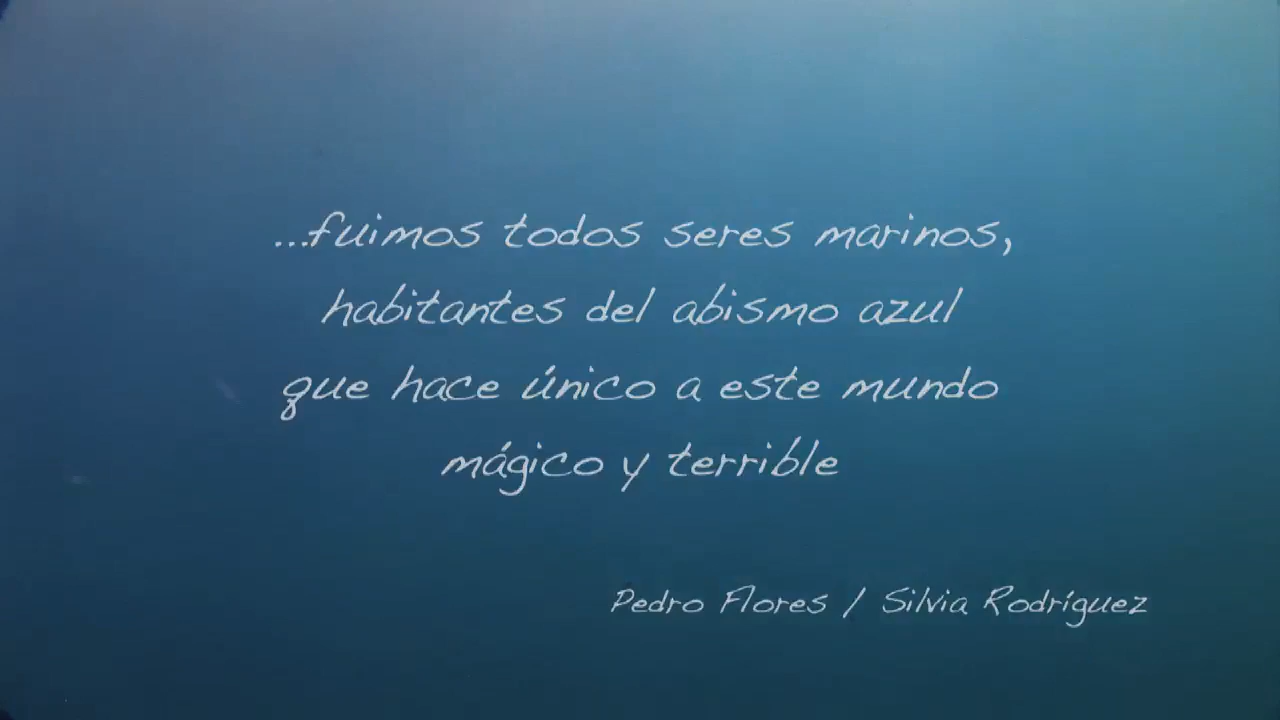 ...fuimos todos seres marinos,
habitantes del abismo azul
que hace único a este mundo
mágico y terrible
Pedro Flores / Silvia Rodríguez